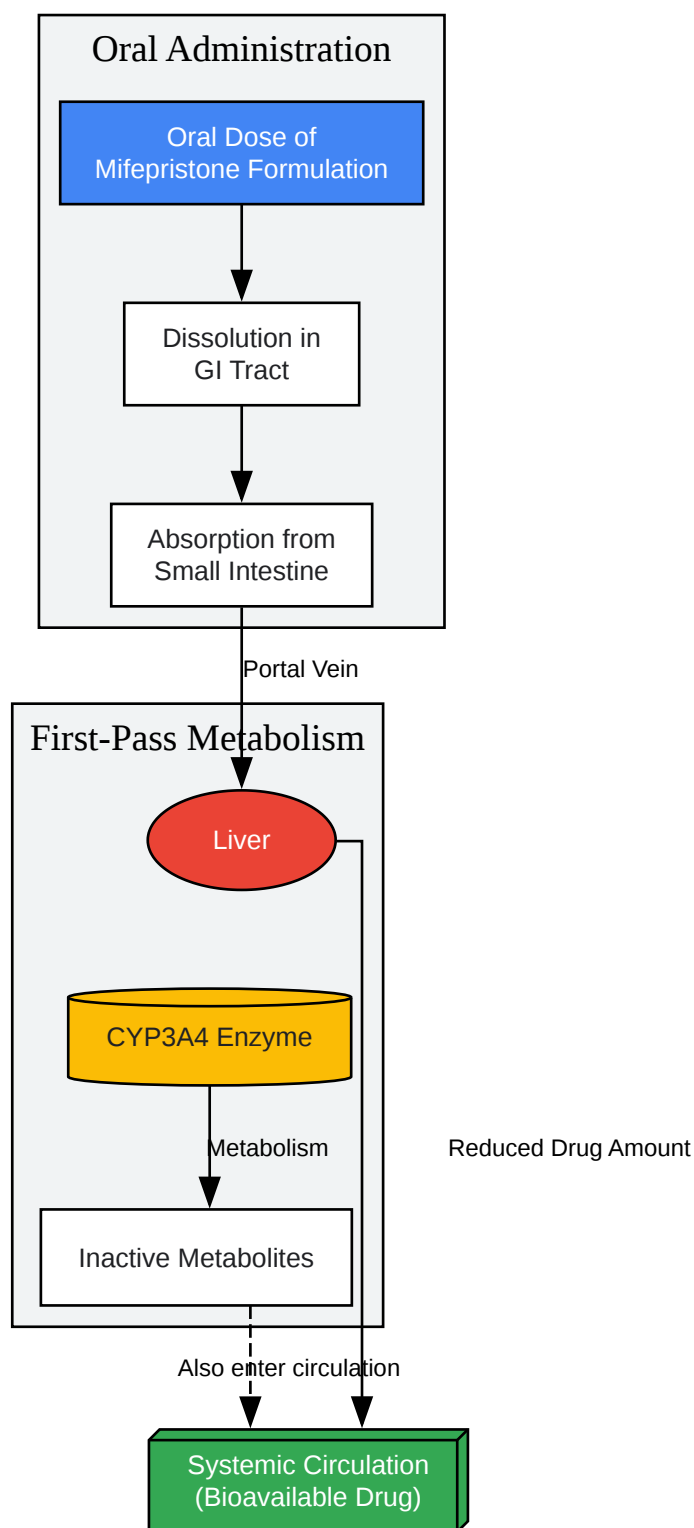 Oral Administration
Oral Dose of
Mifepristone Formulation
Dissolution in
GI Tract
Absorption from
Small Intestine
Portal Vein
First-Pass Metabolism
Liver
CYP3A4 Enzyme
Metabolism
Reduced Drug Amount
Inactive Metabolites
Also enter circulation
Systemic Circulation
(Bioavailable Drug)